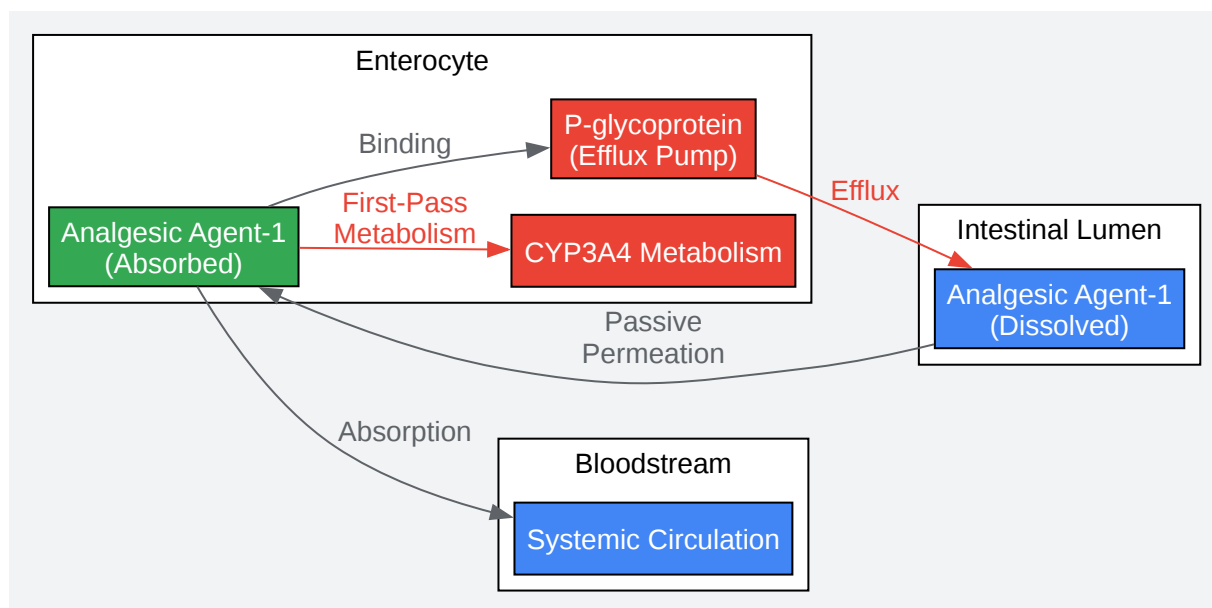 Enterocyte
P-glycoprotein
(Efflux Pump)
Binding
Efflux
First-Pass
Metabolism
Analgesic Agent-1
(Absorbed)
CYP3A4 Metabolism
Intestinal Lumen
Analgesic Agent-1
(Dissolved)
Passive
Permeation
Absorption
Bloodstream
Systemic Circulation